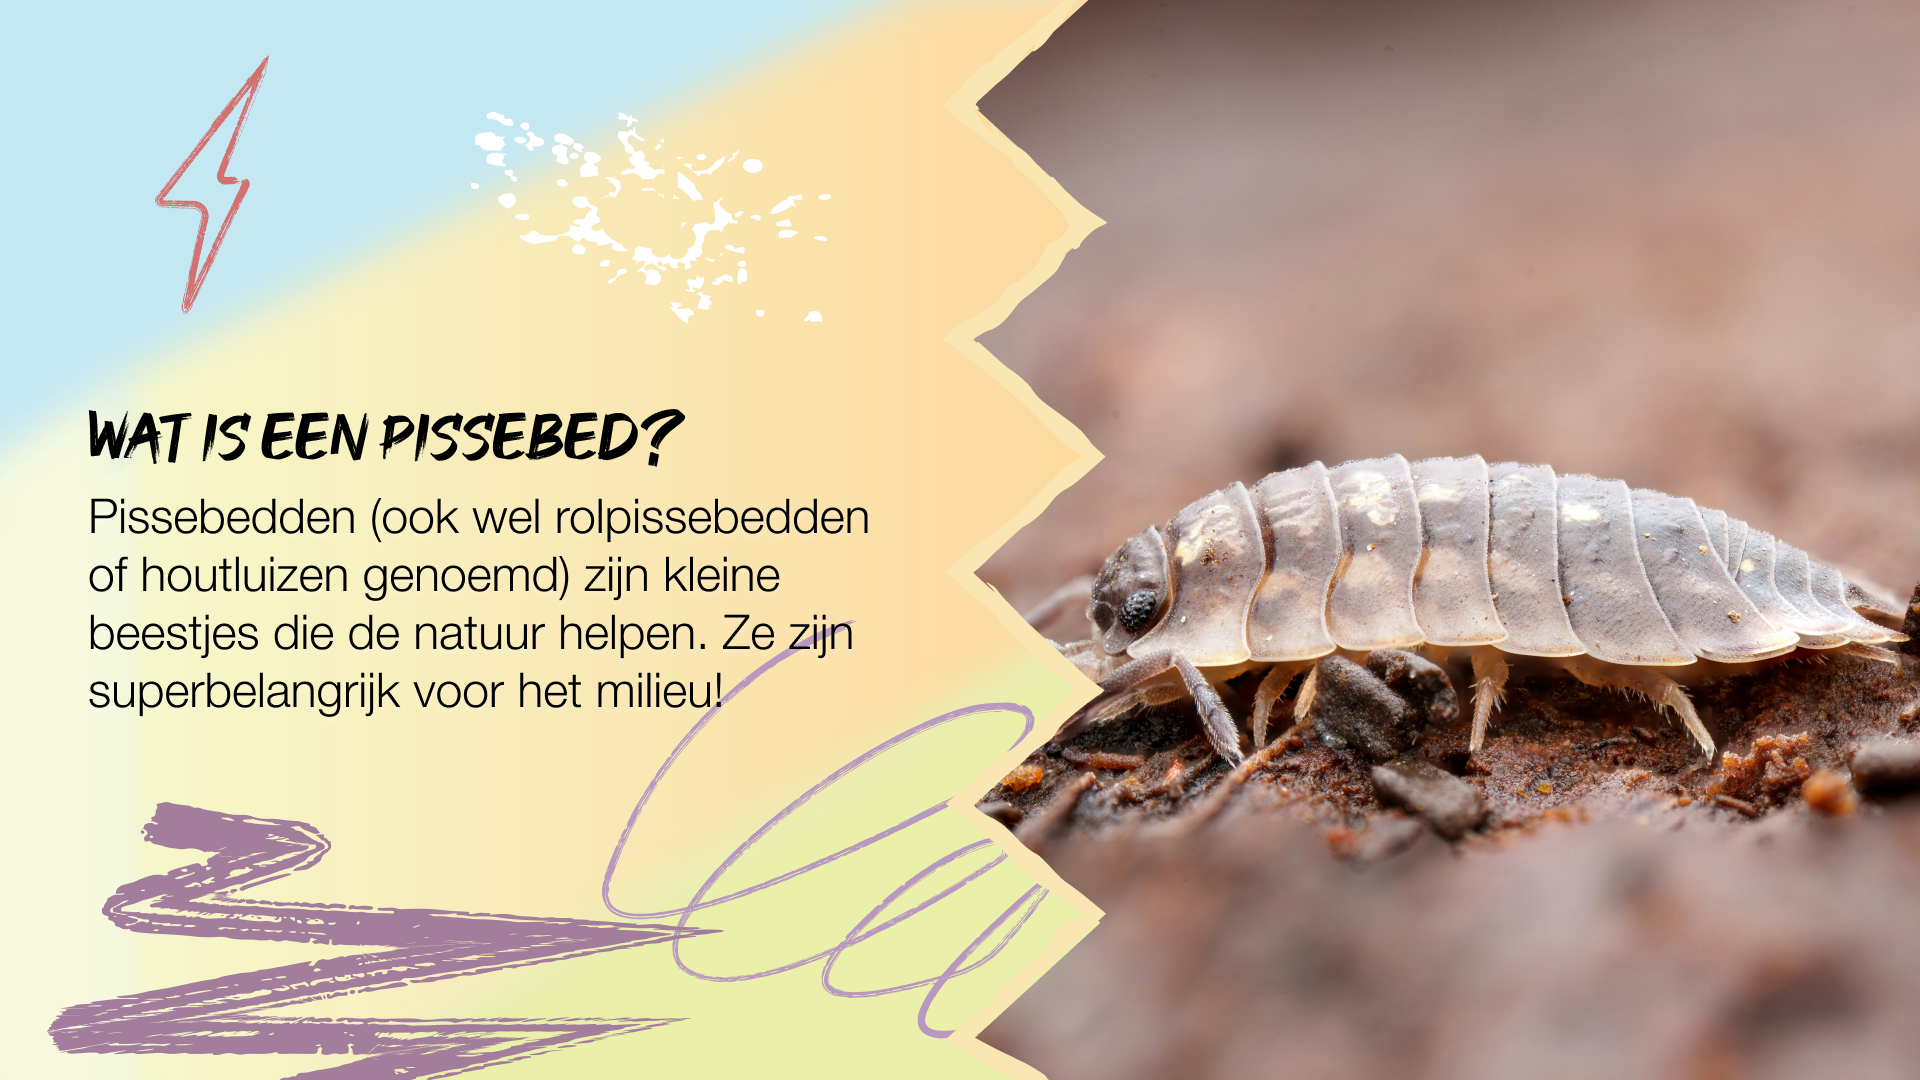 WAT IS EEN PISSEBED?
Pissebedden (ook wel rolpissebedden
of houtluizen genoemd) zijn kleine
beestjes die de natuur helpen. Ze zijn
superbelangrijk voor het milieu!